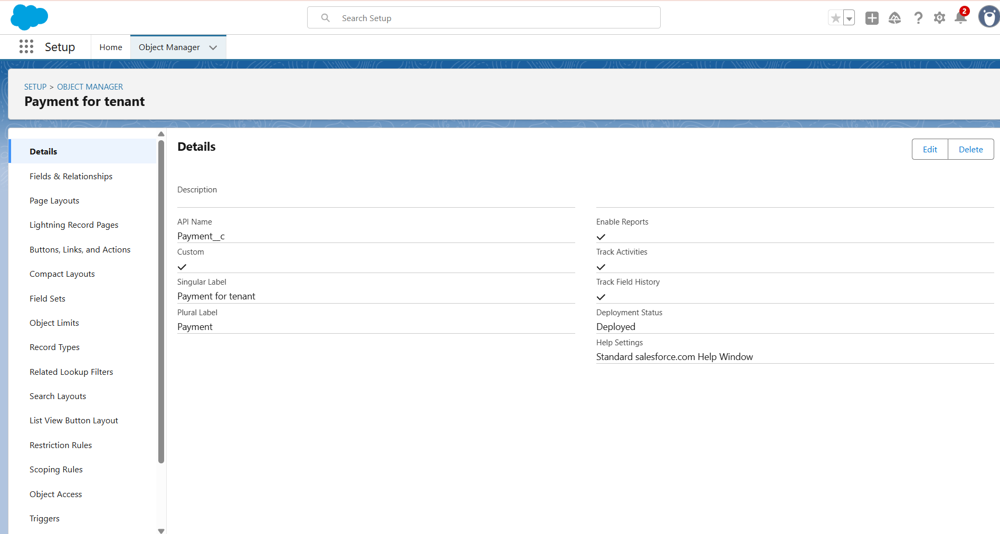 Search Setup
2
Setup
Home
Object Manager
SETUP > OBJECT MANAGER
Payment for tenant
Details
Fields & Relationships
Page Layouts
Lightning Record Pages
Buttons, Links, and Actions
Compact Layouts
Field Sets
Object Limits
Record Types
Related Lookup Filters
Search Layouts
List View Button Layout
Restriction Rules
Scoping Rules
Object Access
Triggers
Details
Edit
Delete
Description
API Name
Payment__c
Custom
Singular Label
Payment for tenant
Plural Label
Payment
Enable Reports
Track Activities
Track Field History
Deployment Status
Deployed
Help Settings
Standard salesforce.com Help Window